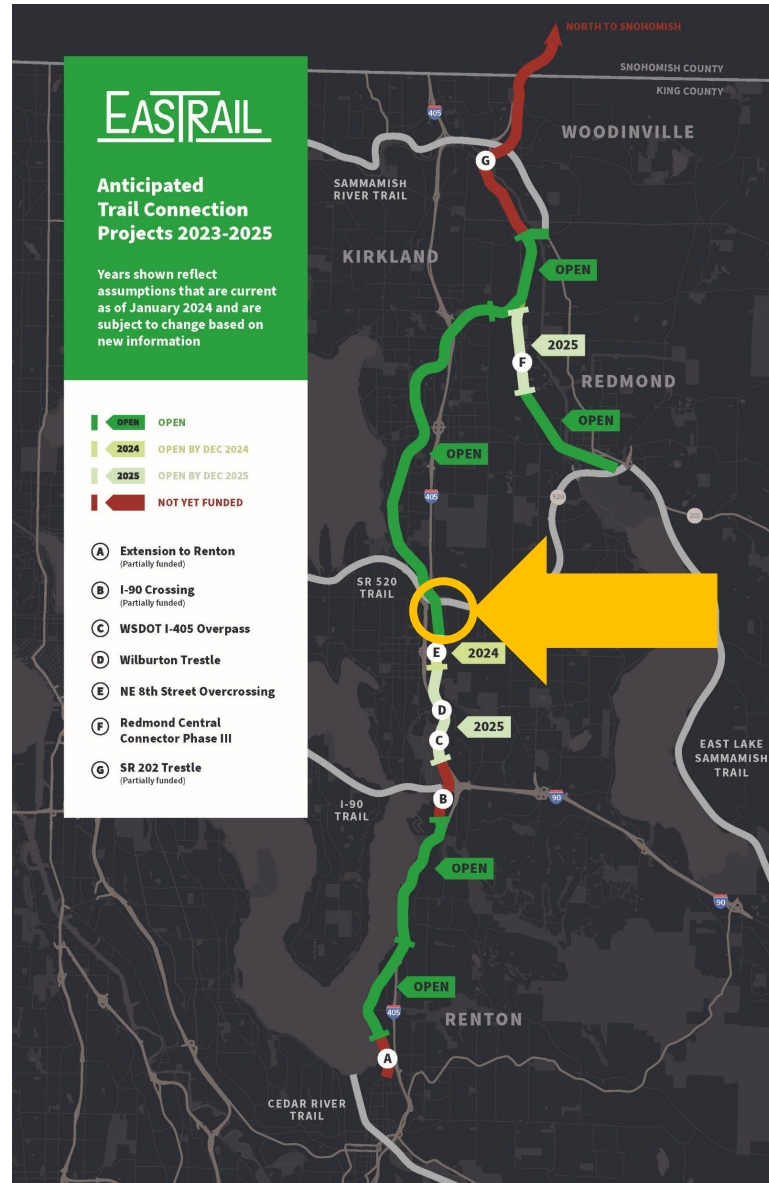 EASTRAIL
Anticipated
Trail Connection
Projects 2023-2025
Years shown reflect
assumptions that are current
as of January 2024 and are
subject to change based on
new information
OPEN OPEN
2024 OPEN BY DEC 2024
2025 OPEN BY DEC 2025
NOT YET FUNDED
A Extension to Renton
(Partially funded)
B I-90 Crossing
(Partially funded)
C WSDOT I-405 Overpass
D Wilburton Trestle
E NE 8th Street Overcrossing
F Redmond Central
Connector Phase III
G SR 202 Trestle
(Partially funded)
NORTH TO SNOHOMISH
SNOHOMISH COUNTY
KING COUNTY
405
WOODINVILLE
G
SAMMAMISH
RIVER TRAIL
KIRKLAND
OPEN
2025
F
REDMOND
OPEN
OPEN
405
520
202
SR 520
TRAIL
E
2024
D
2025
C
EAST LAKE
SAMMAMISH
TRAIL
B
I-90
TRAIL
90
OPEN
90
OPEN
405
RENTON
A
CEDAR RIVER
TRAIL